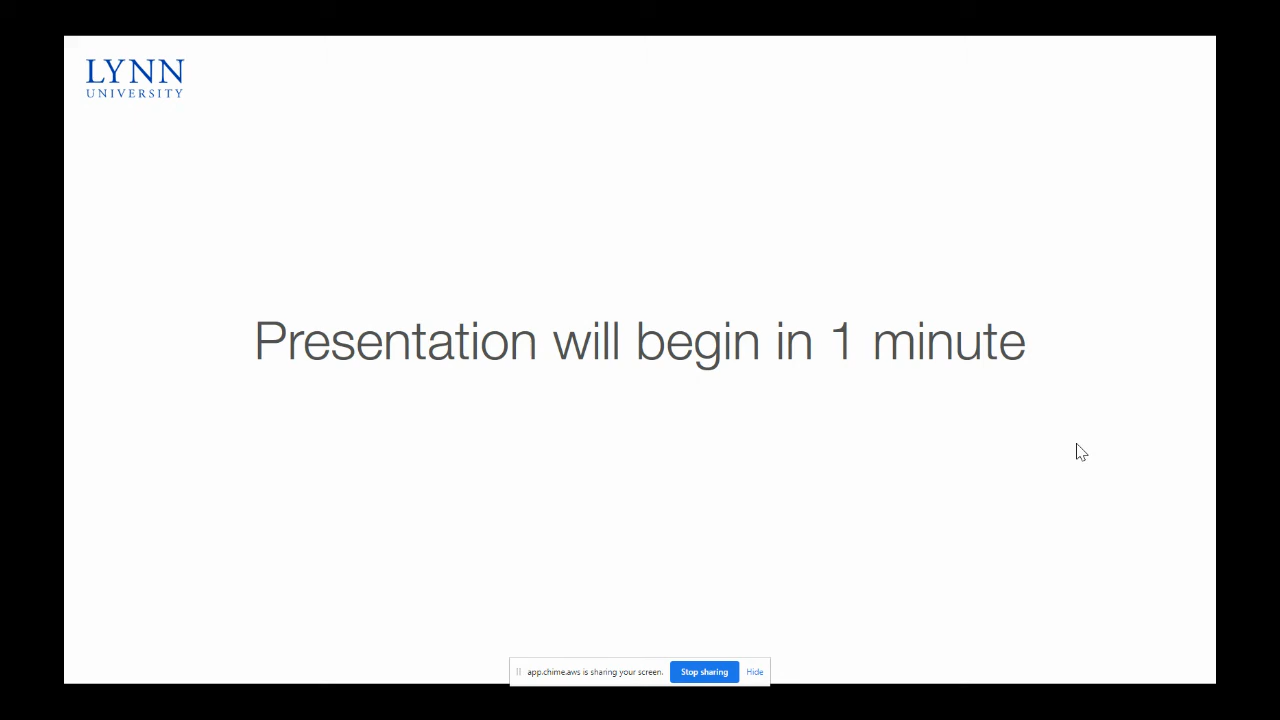 LYNN
UNIVERSITY
Presentation will begin in 1 minute
app.chime.aws is sharing your screen. Stop sharing Hide